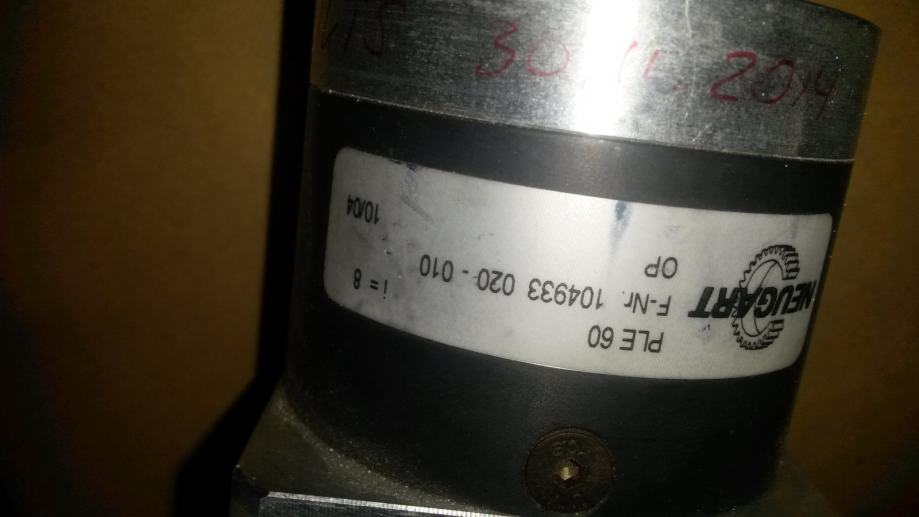 30.11.2014
NEUGART
PLE 60
F-Nr. 104933 020 - 010
OP
i = 8
10/04